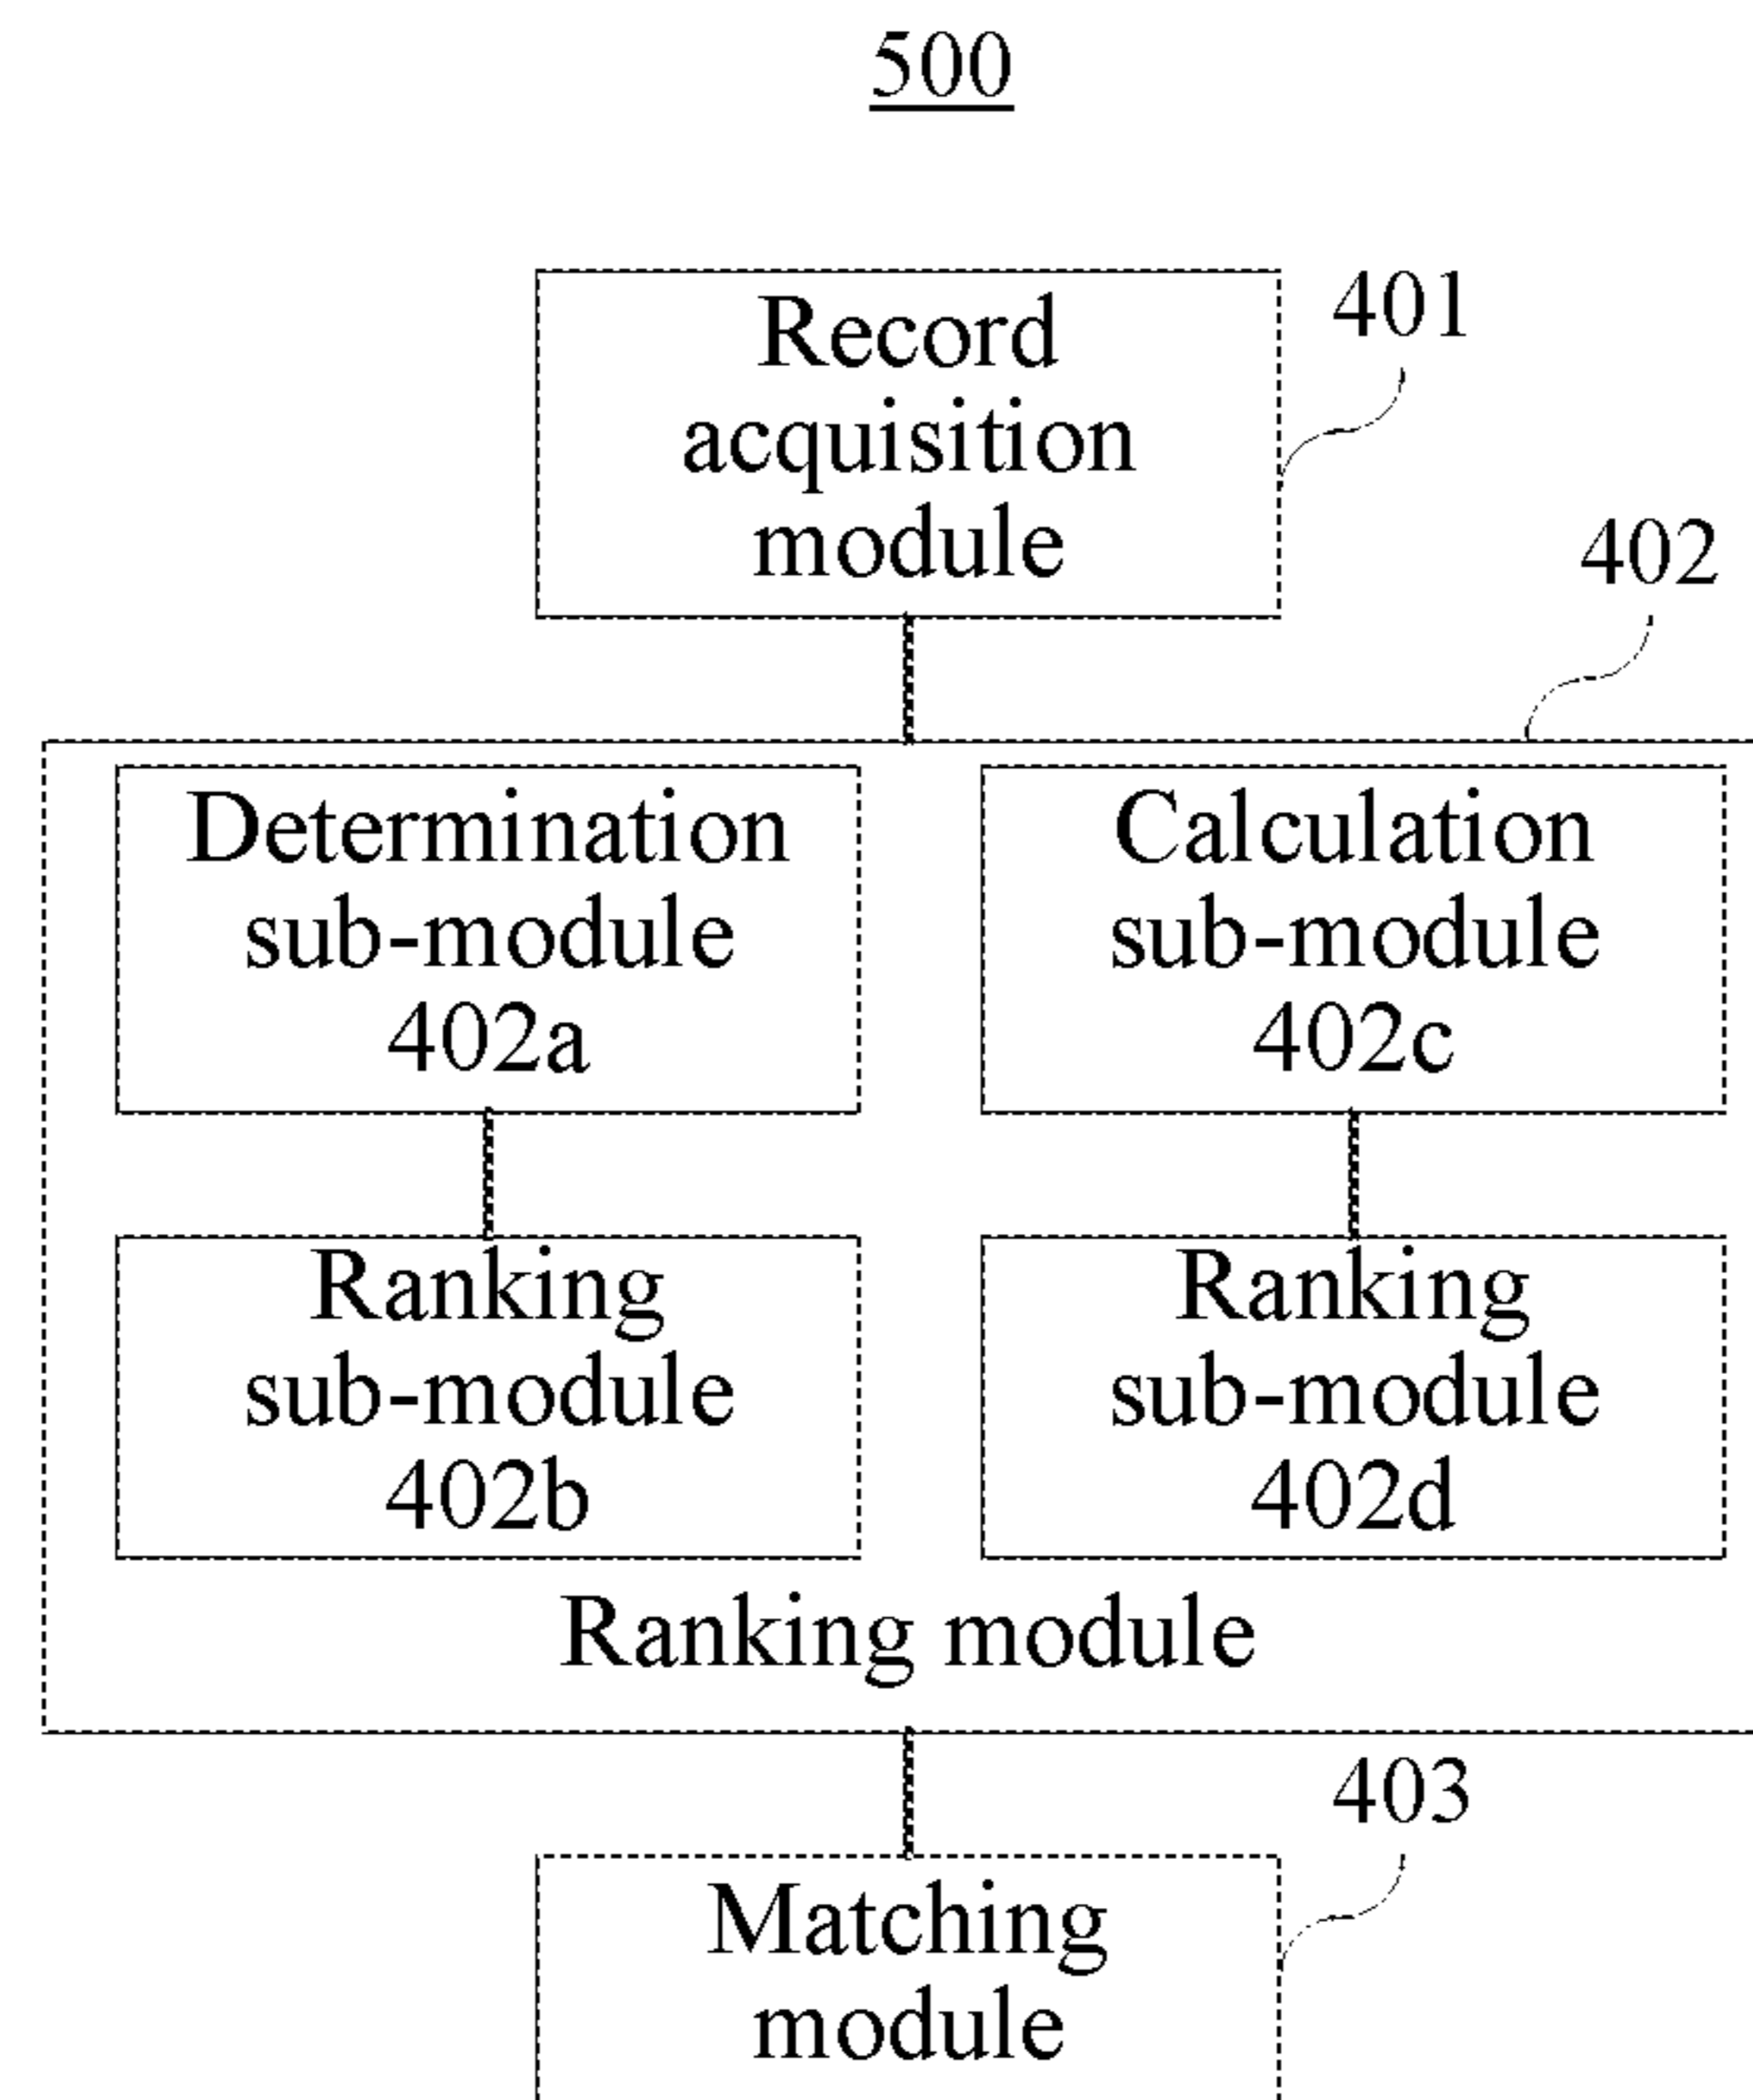 500
Record
acquisition
module
401
402
Determination
sub-module
402a
Calculation
sub-module
402c
Ranking
sub-module
402b
Ranking
sub-module
402d
Ranking module
403
Matching
module